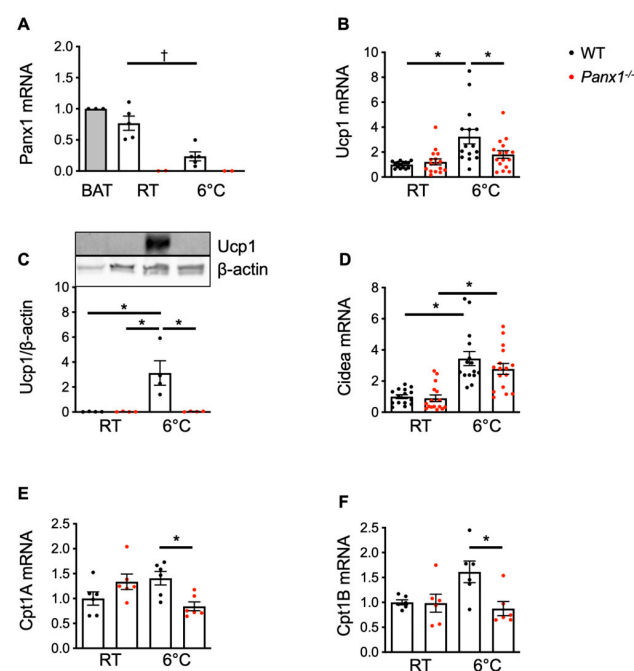 A
2.0
1.5
1.0
0.5
0.0
Panx1 mRNA
†
BAT RT 6°C
B
10
8
6
4
2
0
Ucp1 mRNA
* *
RT 6°C
WT
Panx1-/-
C
Ucp1
β-actin
10
8
6
4
2
0
Ucp1/β-actin
*
* *
RT 6°C
D
8
6
4
2
0
Cidea mRNA
*
*
RT 6°C
E
2.5
2.0
1.5
1.0
0.5
0.0
Cpt1A mRNA
*
RT 6°C
F
2.5
2.0
1.5
1.0
0.5
0.0
Cpt1B mRNA
*
RT 6°C